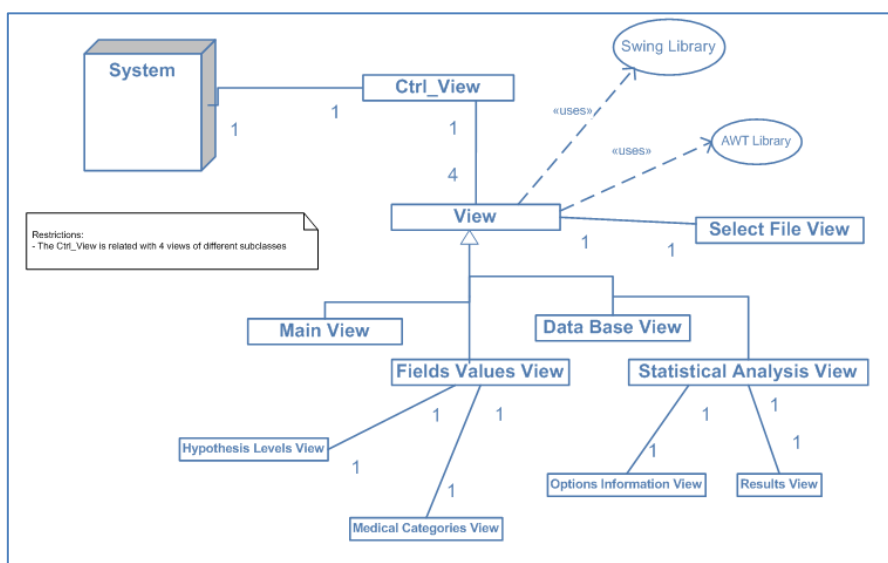 Swing Library
System
Ctrl_View
«uses»
1
1
1
AWT Library
«uses»
4
View
Select File View
1
1
Restrictions:
- The Ctrl_View is related with 4 views of different subclasses
Main View
Data Base View
Fields Values View
Statistical Analysis View
1
1
1
1
Hypothesis Levels View
1
1
1
1
Options Information View
Results View
Medical Categories View